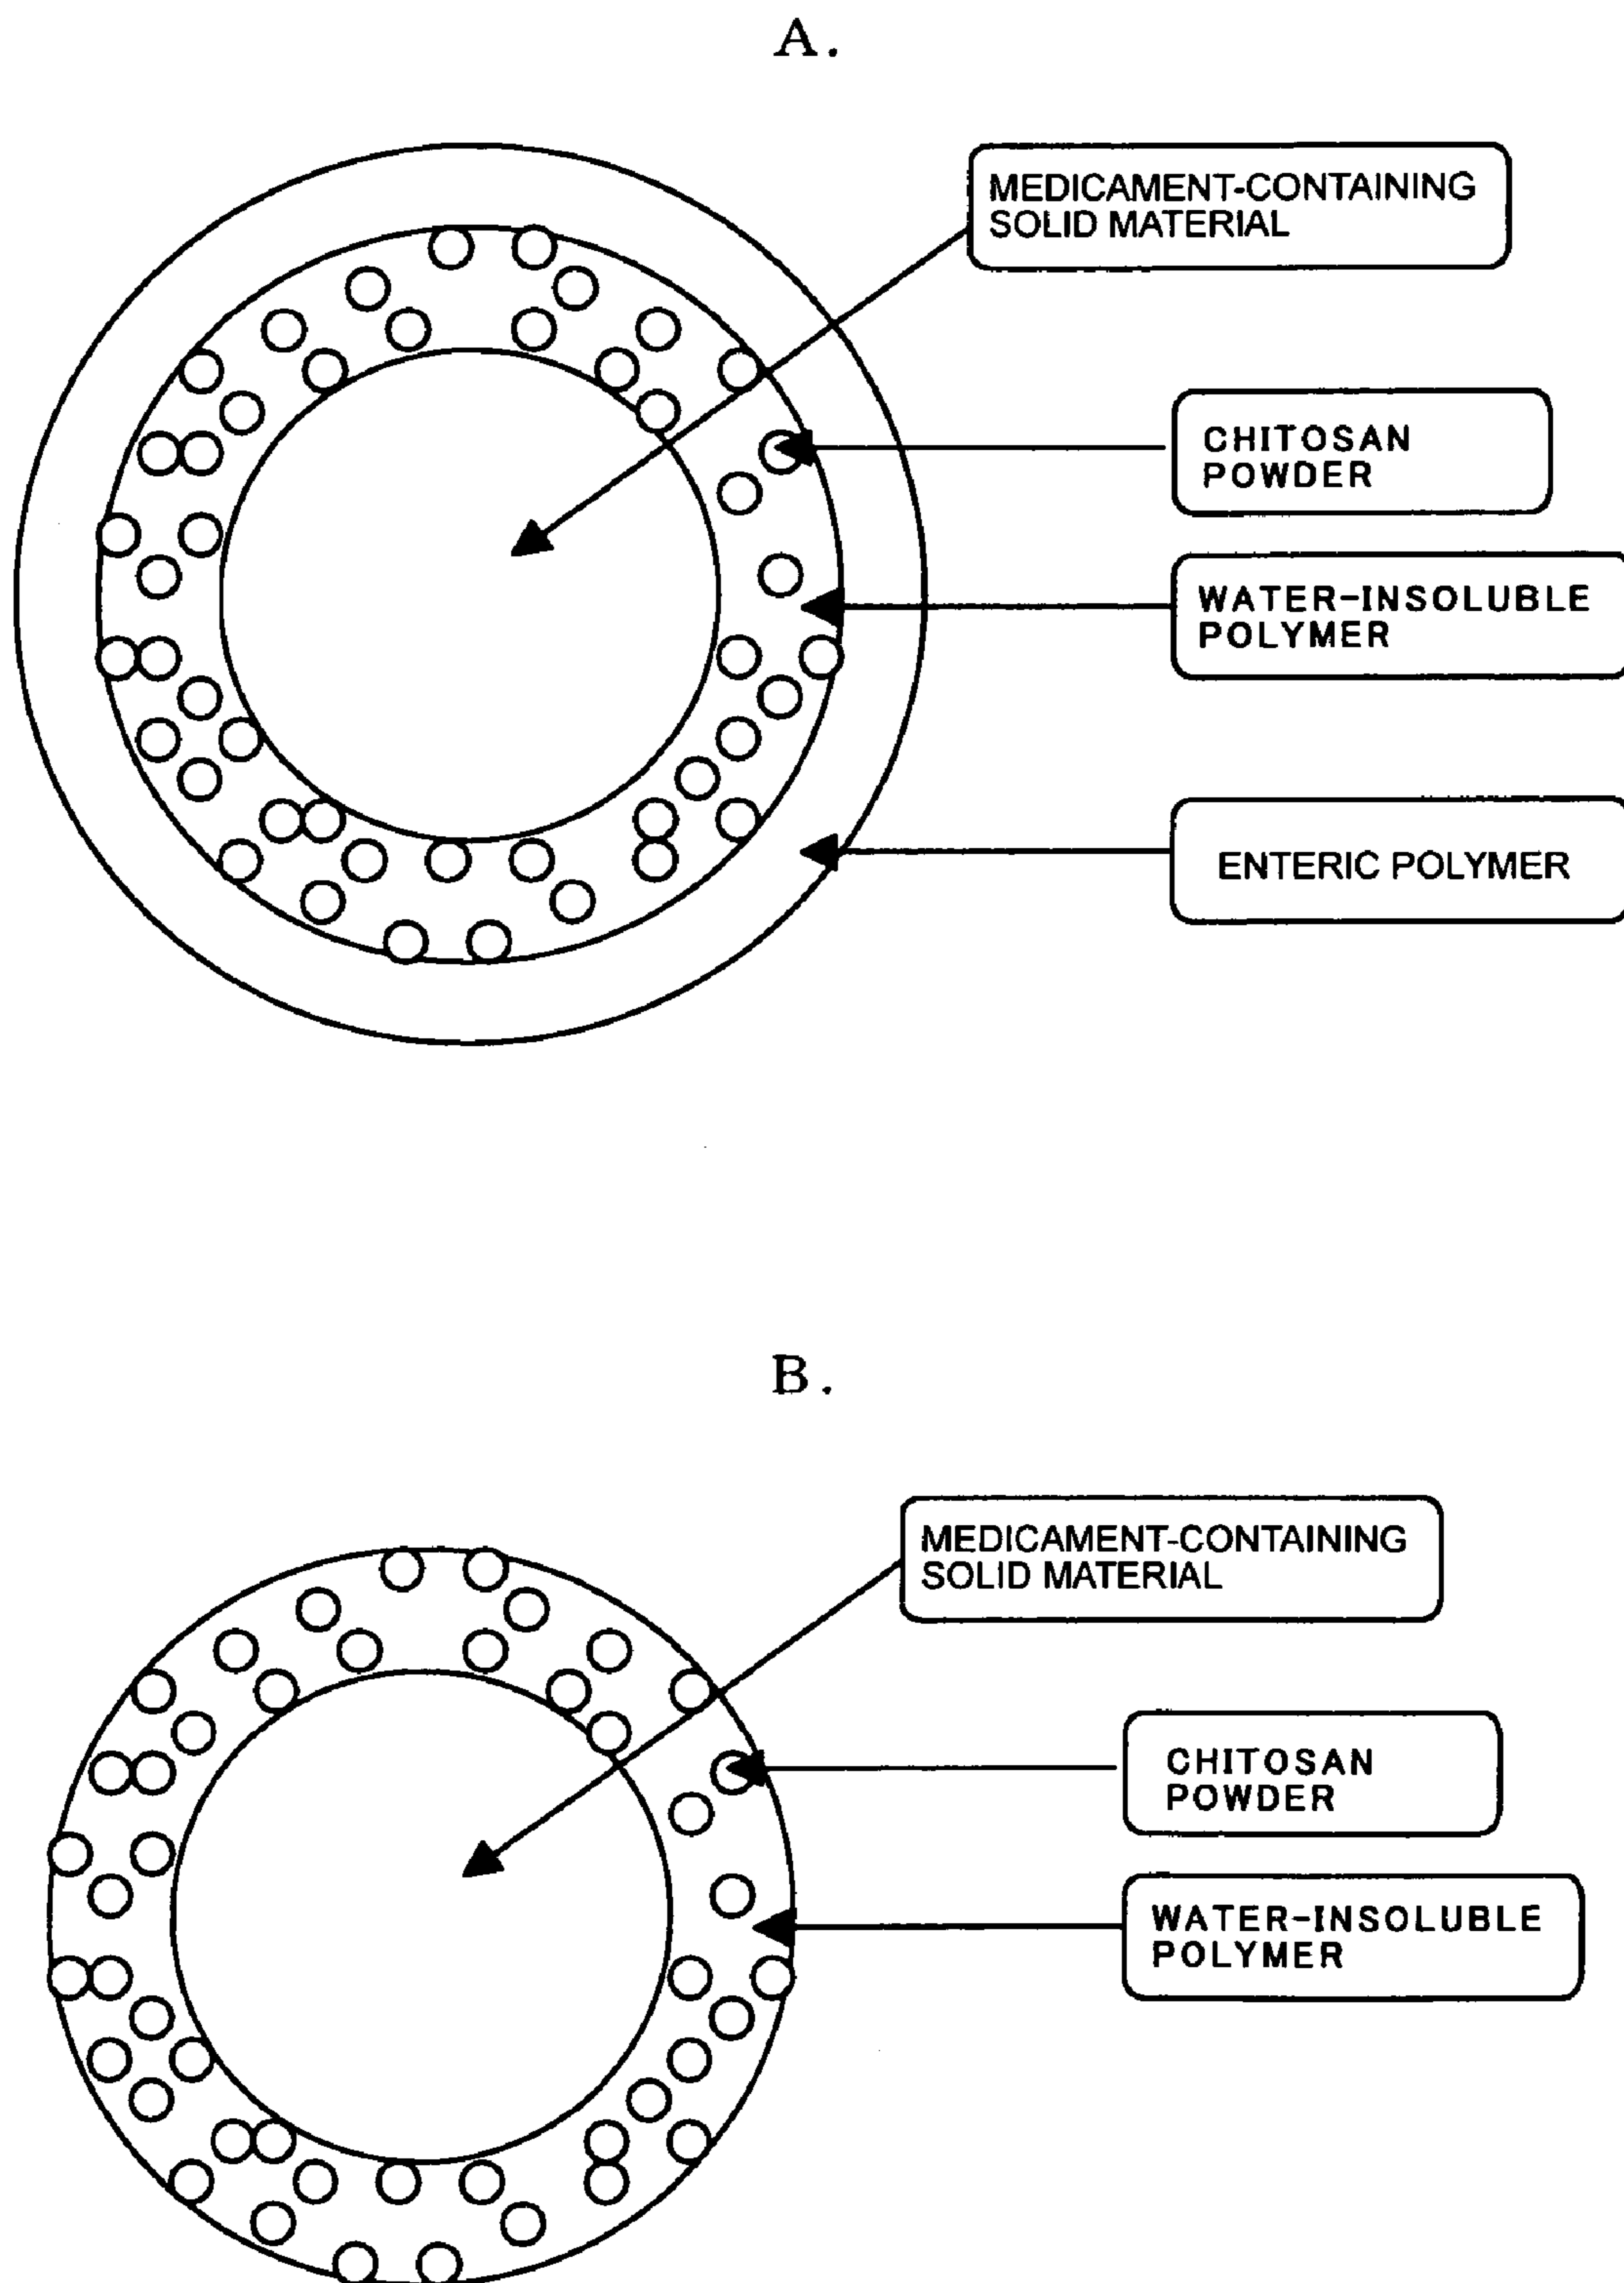 A.
MEDICAMENT-CONTAINING
SOLID MATERIAL
CHITOSAN
POWDER
WATER-INSOLUBLE
POLYMER
ENTERIC POLYMER
B.
MEDICAMENT-CONTAINING
SOLID MATERIAL
CHITOSAN
POWDER
WATER-INSOLUBLE
POLYMER